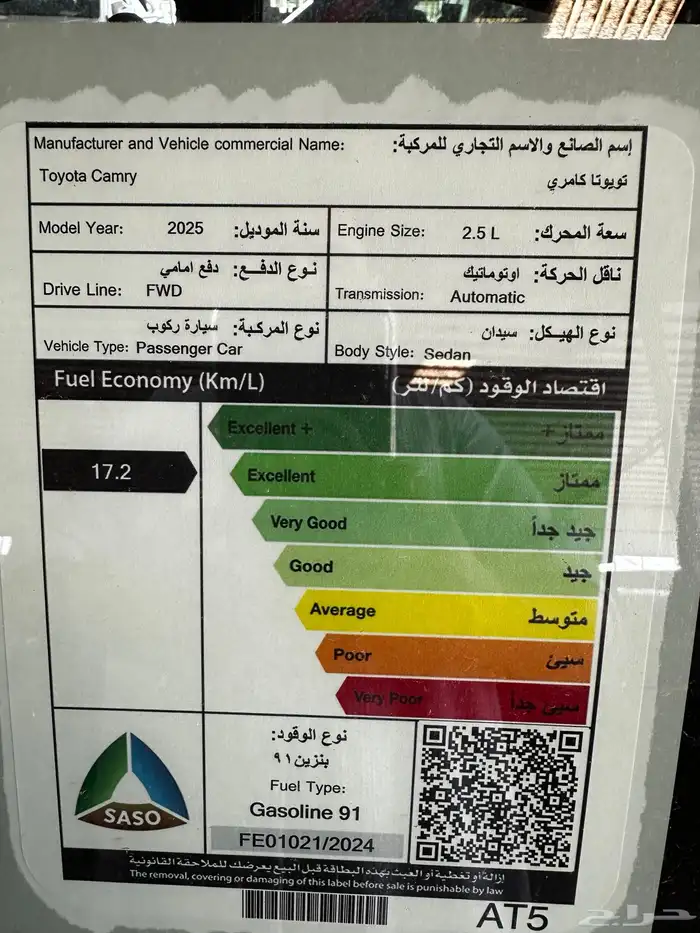 Manufacturer and Vehicle commercial Name: إسم الصانع والاسم التجاري للمركبة:
Toyota Camry تويوتا كامري
Model Year: 2025 سنة الموديل:
Engine Size: 2.5 L سعة المحرك:
نوع الدفع: دفع امامي
Drive Line: FWD
ناقل الحركة: اوتوماتيك
Transmission: Automatic
نوع المركبة: سيارة ركوب
Vehicle Type: Passenger Car
نوع الهيكل: سيدان
Body Style: Sedan
Fuel Economy (Km/L) اقتصاد الوقود (كم/لتر)
17.2
Excellent + ممتاز+
Excellent ممتاز
Very Good جيد جداً
Good جيد
Average متوسط
Poor سيئ
Very Poor سيئ جداً
SASO
نوع الوقود:
بنزين ٩١
Fuel Type:
Gasoline 91
FE01021/2024
إزالة أو تغطية أو العبث بهذه البطاقة قبل البيع يعرضك للملاحقة القانونية
The removal, covering or damaging of this label before sale is punishable by law
AT5
حراج